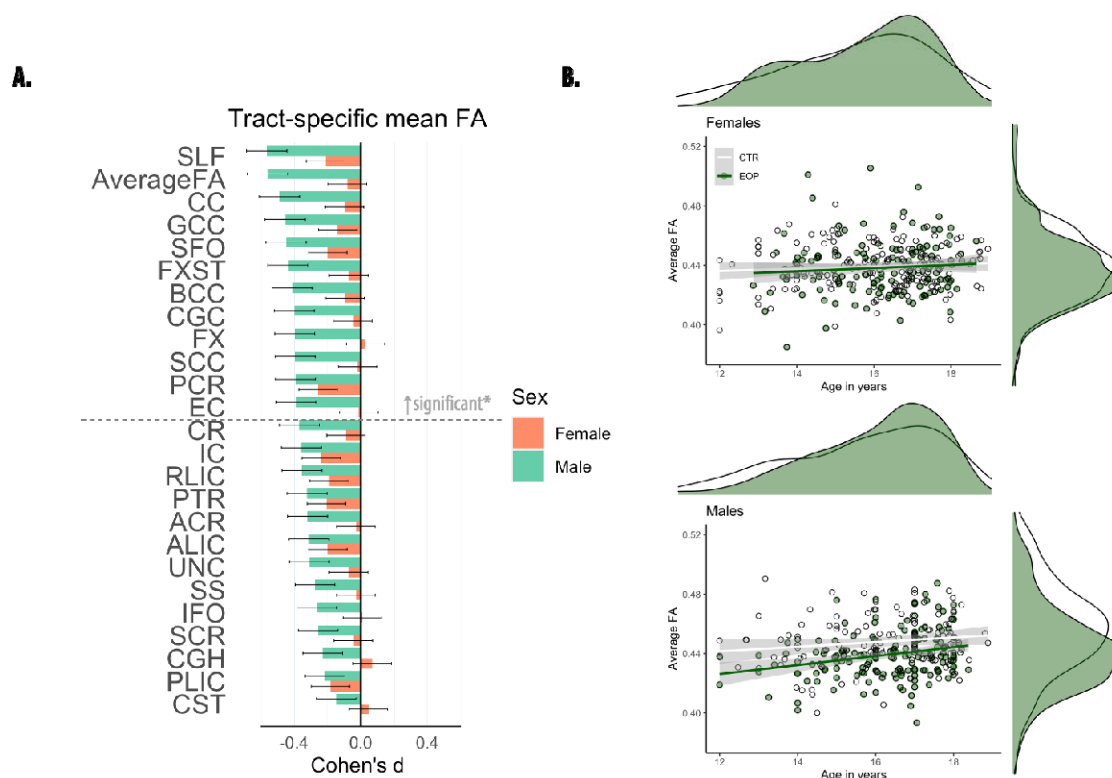 A.
Tract-specific mean FA
SLF
AverageFA
CC
GCC
SFO
FXST
BCC
CGC
FX
SCC
PCR
EC
↑significant*
CR
IC
RLIC
PTR
ACR
ALIC
UNC
SS
IFO
SCR
CGH
PLIC
CST
-0.4 0.0 0.4
Cohen's d
Sex
Female
Male
B.
Females
CTR
EOP
0.52
0.48
0.44
0.40
Average FA
12 14 16 18
Age in years
Males
0.52
0.48
0.44
0.40
Average FA
12 14 16 18
Age in years